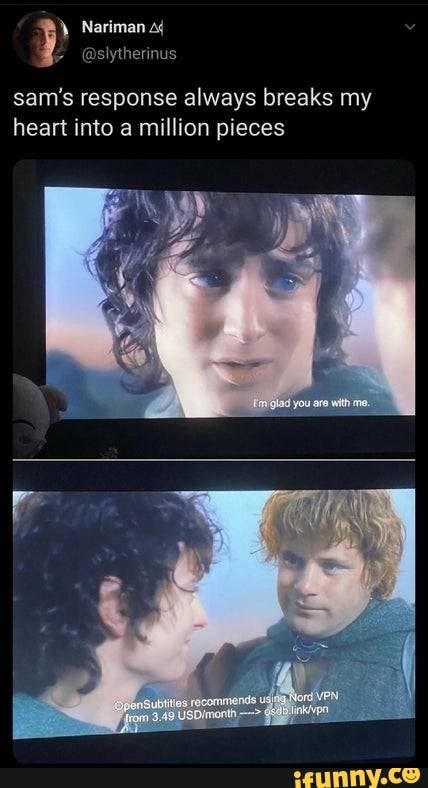 Nariman
@slytherinus
sam's response always breaks my
heart into a million pieces
I'm glad you are with me.
OpenSubtitles recommends using Nord VPN
from 3.49 USD/month ----> osdb.link/vpn
ifunny.co